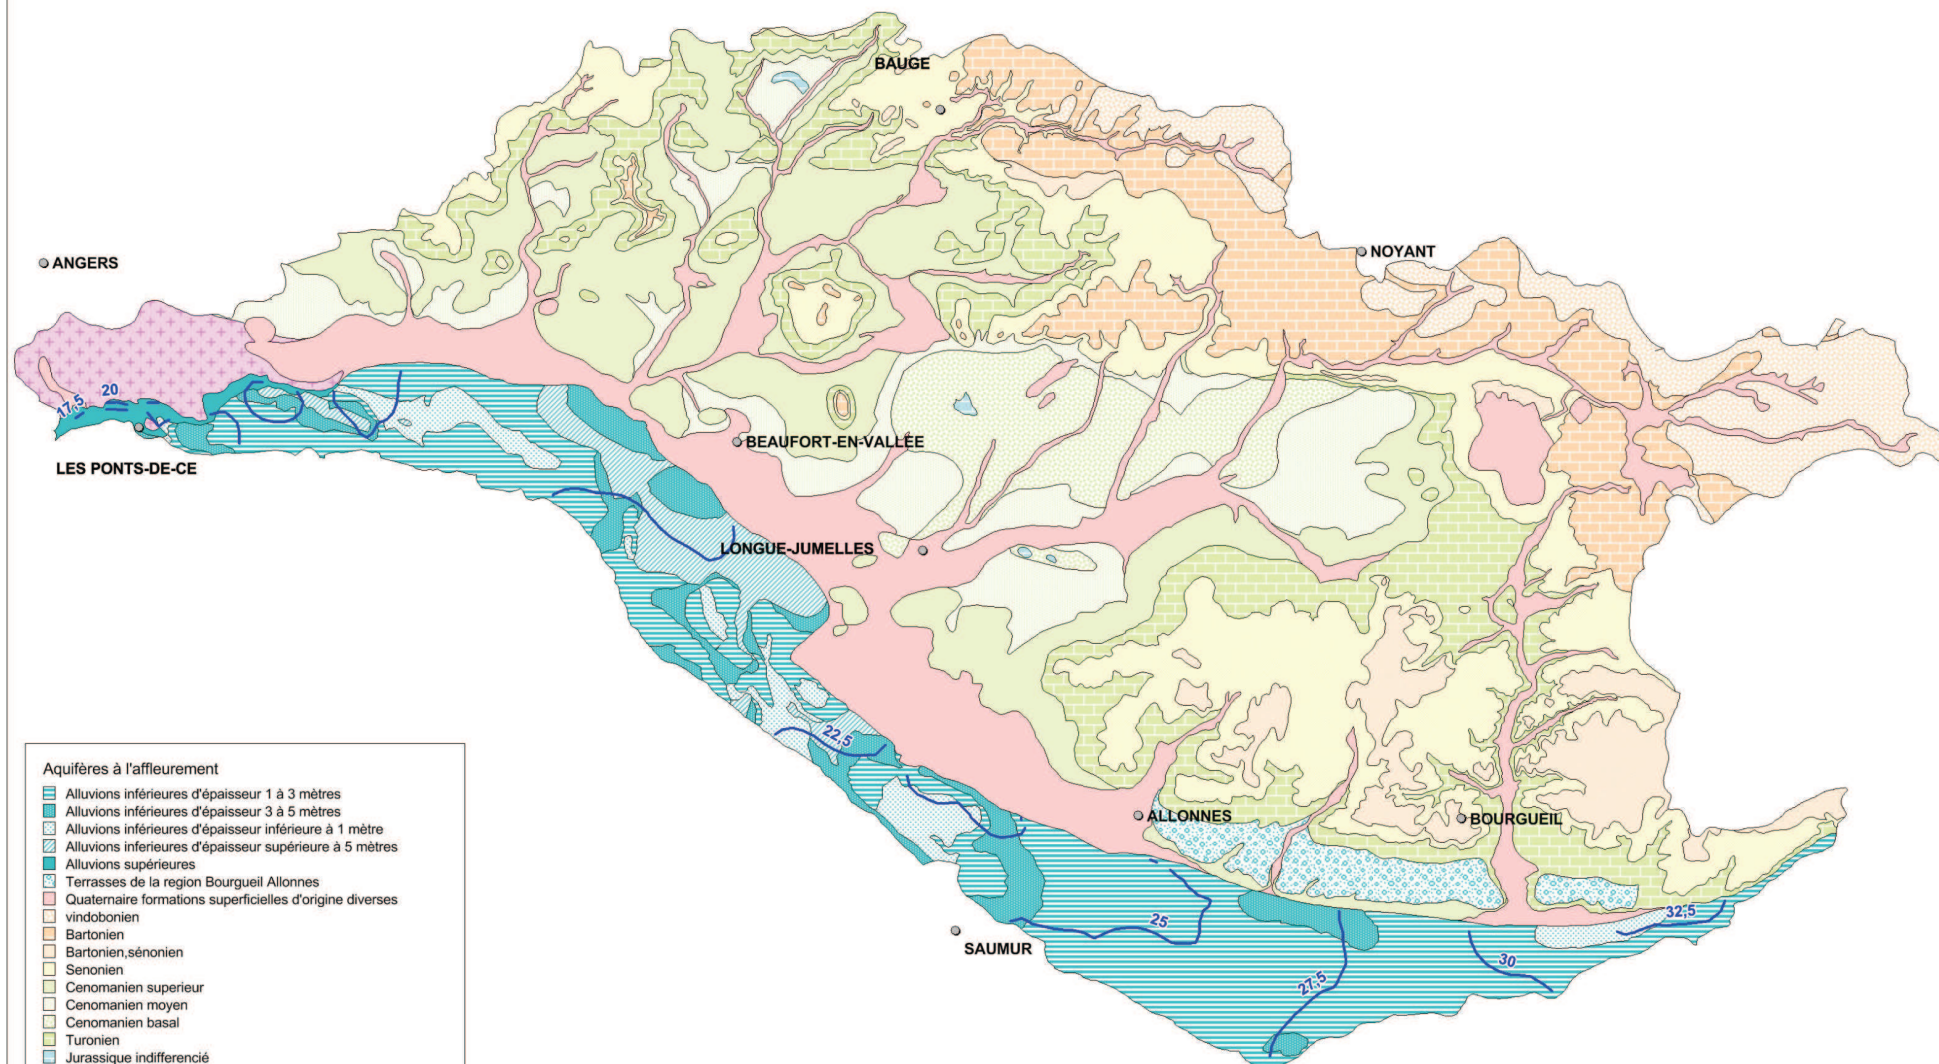 BAUGE
ANGERS
NOYANT
20
17,5
LES PONTS-DE-CE
BEAUFORT-EN-VALLÉE
LONGUE-JUMELLES
22,5
ALLONNES
BOURGUEIL
25
32,5
SAUMUR
30
27,5
Aquifères à l'affleurement
Alluvions inférieures d'épaisseur 1 à 3 mètres
Alluvions inférieures d'épaisseur 3 à 5 mètres
Alluvions inférieures d'épaisseur inférieure à 1 mètre
Alluvions inferieures d'épaisseur supérieure à 5 mètres
Alluvions supérieures
Terrasses de la region Bourgueil Allonnes
Quaternaire formations superficielles d'origine diverses
vindobonien
Bartonien
Bartonien,sénonien
Senonien
Cenomanien superieur
Cenomanien moyen
Cenomanien basal
Turonien
Jurassique indifferencié